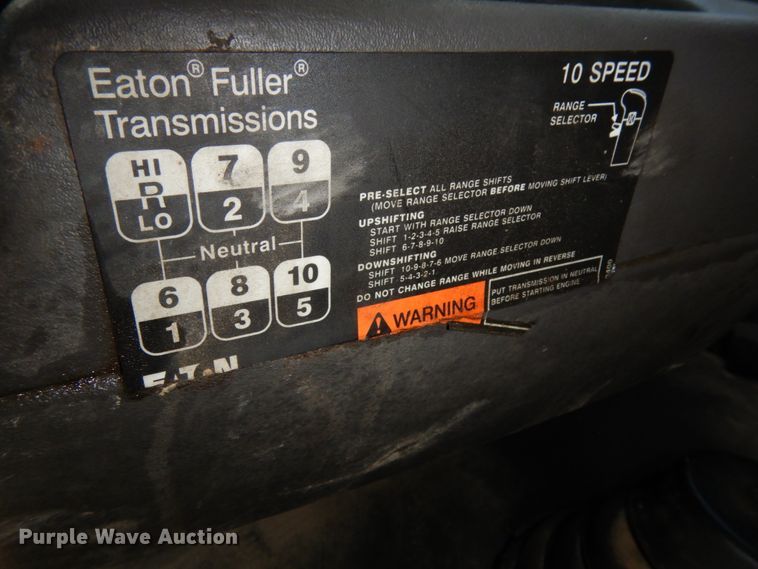 Eaton® Fuller®
Transmissions
10 SPEED
RANGE
SELECTOR
HI
R
LO
7
2
9
4
Neutral
6
1
8
3
10
5
PRE-SELECT ALL RANGE SHIFTS
(MOVE RANGE SELECTOR BEFORE MOVING SHIFT LEVER)
UPSHIFTING
START WITH RANGE SELECTOR DOWN
SHIFT 1-2-3-4-5 RAISE RANGE SELECTOR
SHIFT 6-7-8-9-10
DOWNSHIFTING
SHIFT 10-9-8-7-6 MOVE RANGE SELECTOR DOWN
SHIFT 5-4-3-2-1
DO NOT CHANGE RANGE WHILE MOVING IN REVERSE
WARNING
PUT TRANSMISSION IN NEUTRAL
BEFORE STARTING ENGINE
EATON
Purple Wave Auction